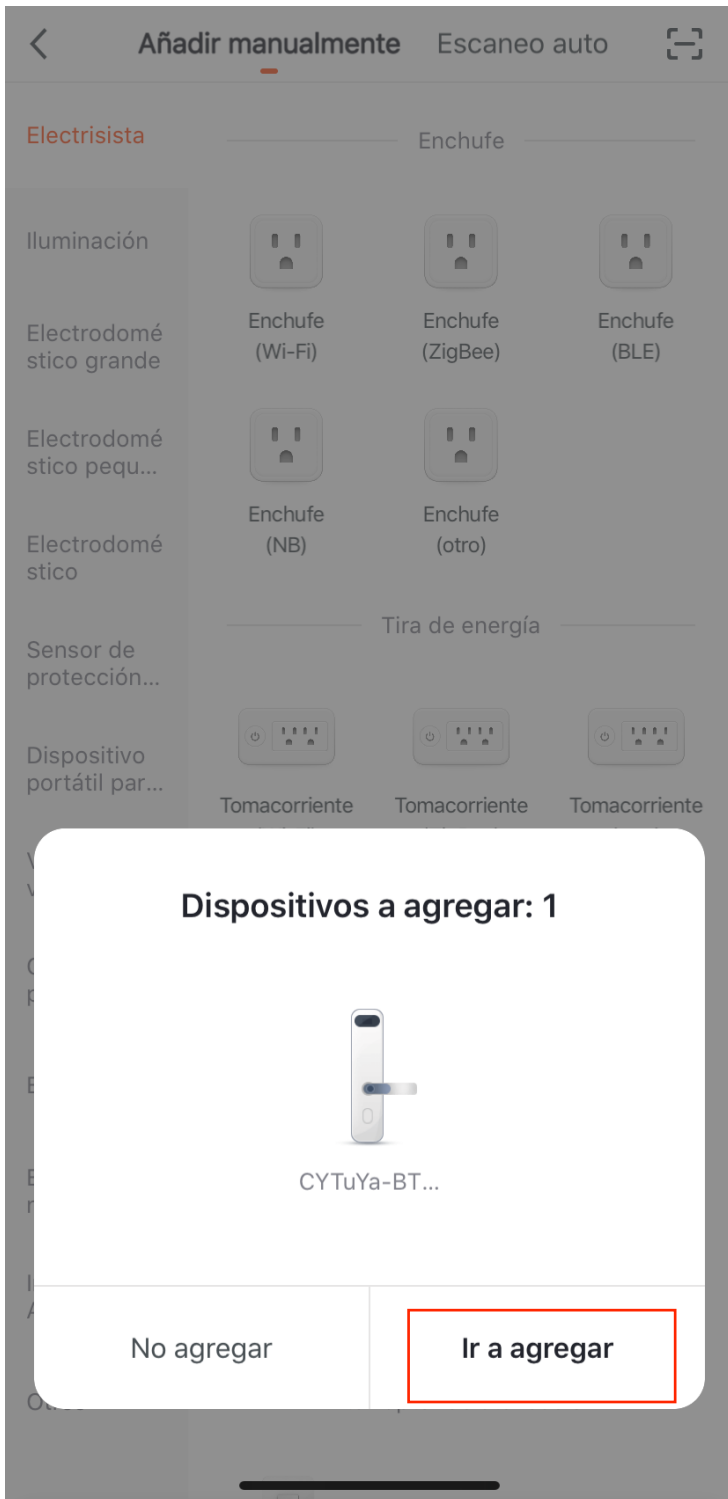 Añadir manualmente Escaneo auto
Electrisista
Enchufe
Iluminación
Enchufe
(Wi-Fi)
Enchufe
(ZigBee)
Enchufe
(BLE)
Electrodomé
stico grande
Electrodomé
stico pequ...
Enchufe
(NB)
Enchufe
(otro)
Electrodomé
stico
Tira de energía
Sensor de
protección...
Dispositivo
portátil par...
Tomacorriente
Tomacorriente
Tomacorriente
Dispositivos a agregar: 1
CYTuYa-BT...
No agregar
Ir a agregar